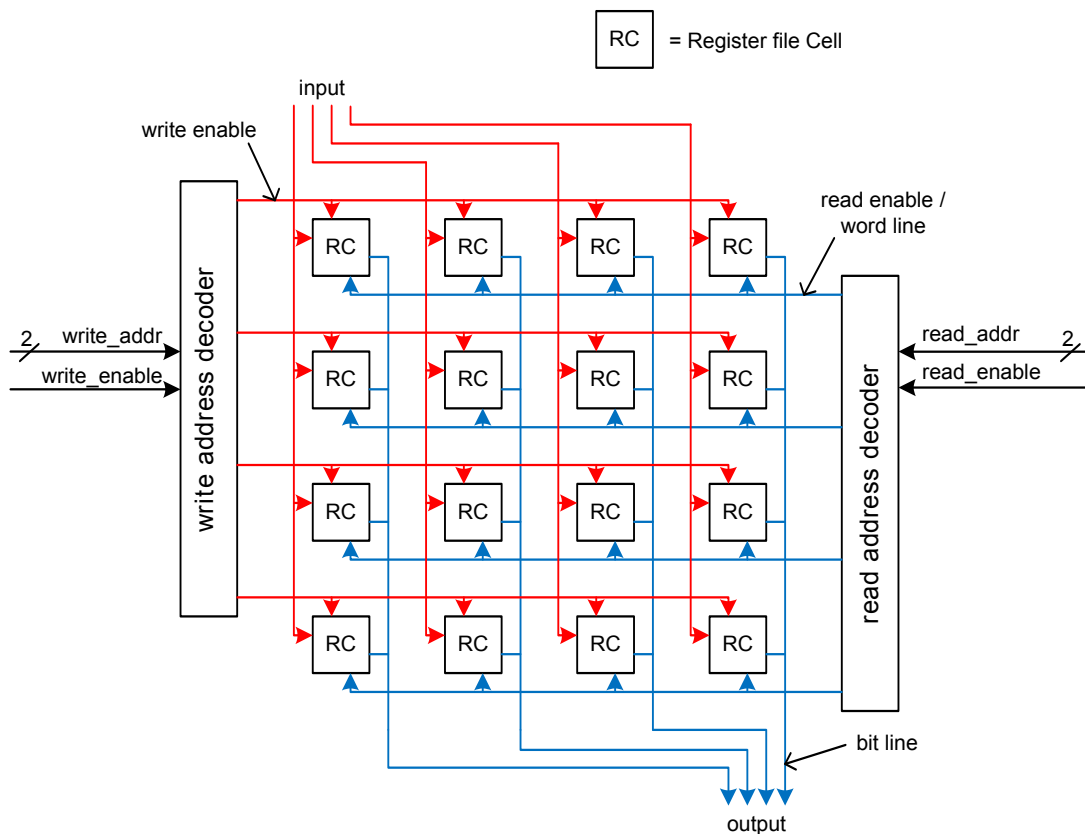 RC = Register file Cell
input
write enable
read enable /
word line
RC RC RC RC
write address decoder
2 write_addr
write_enable
read_addr 2
read_enable
RC RC RC RC
read address decoder
RC RC RC RC
RC RC RC RC
bit line
output